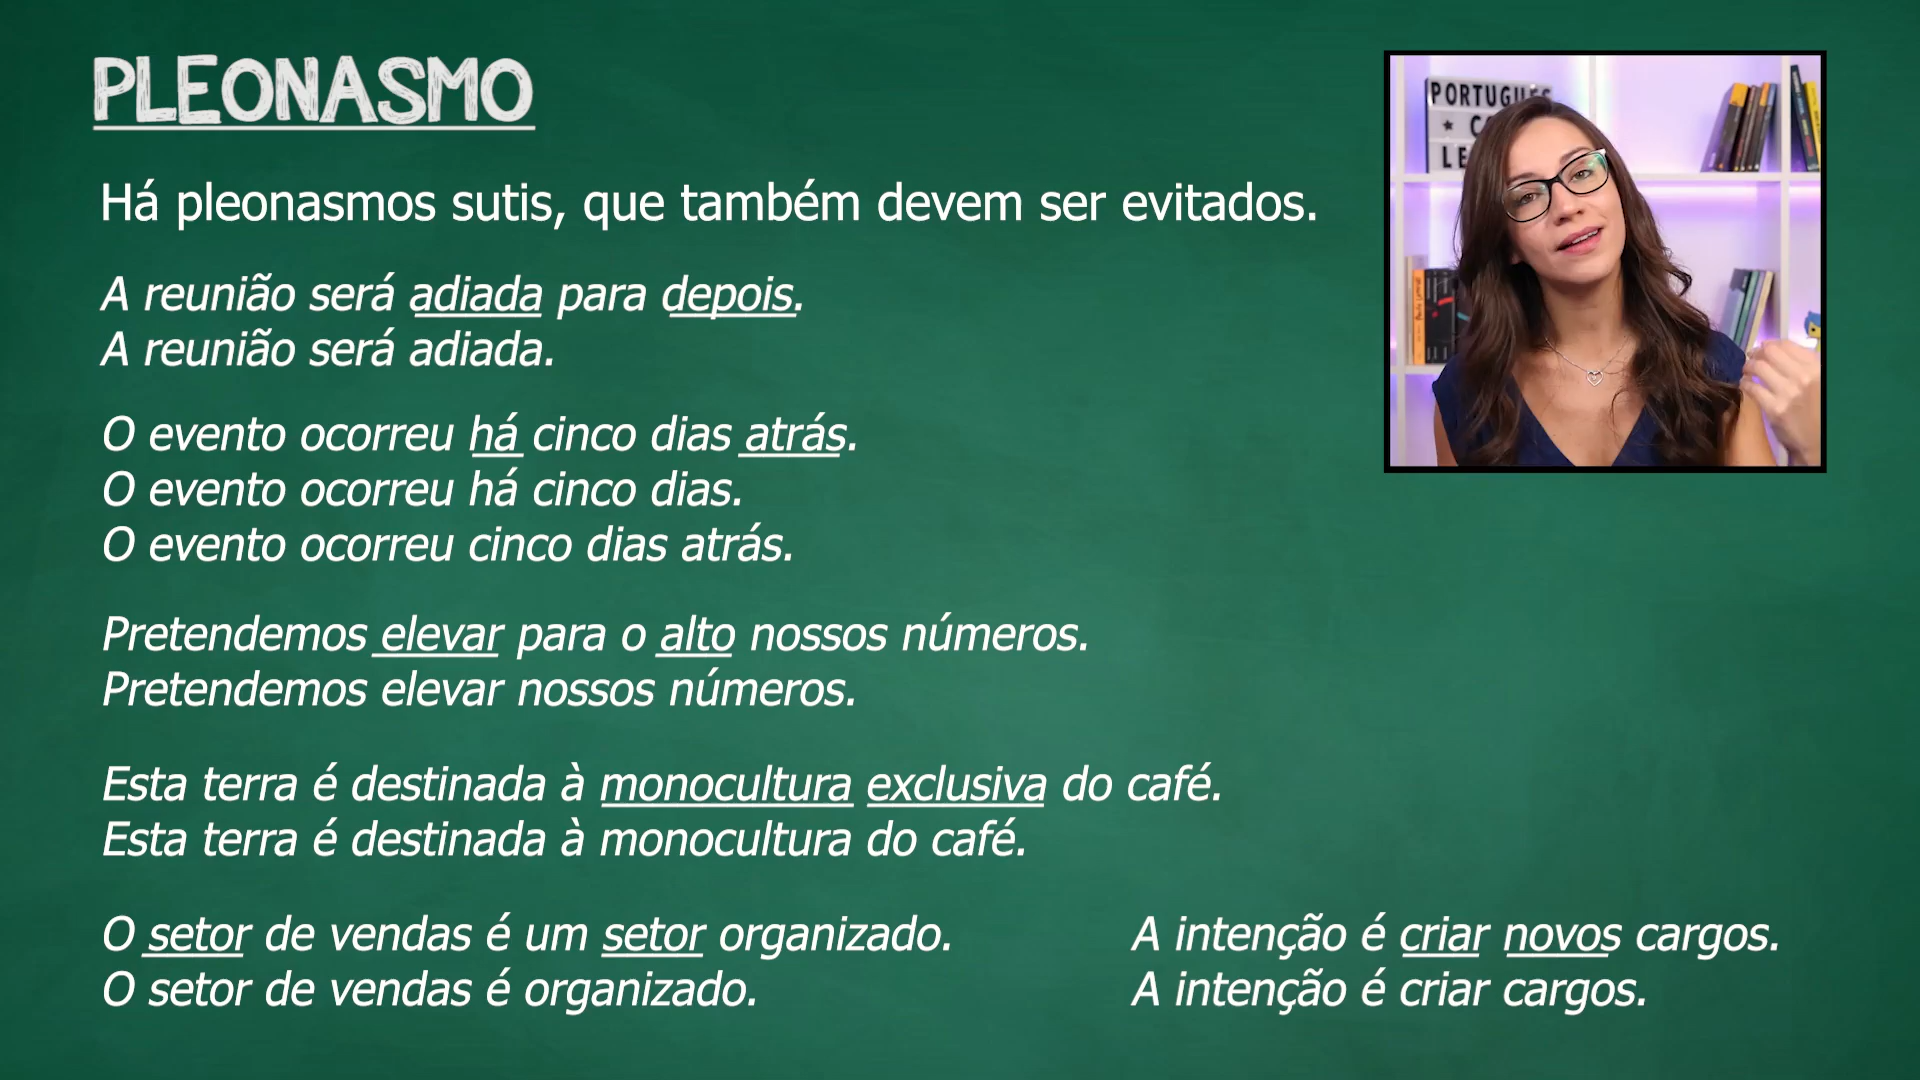 PLEONASMO
Há pleonasmos sutis, que também devem ser evitados.
A reunião será adiada para depois.
A reunião será adiada.
O evento ocorreu há cinco dias atrás.
O evento ocorreu há cinco dias.
O evento ocorreu cinco dias atrás.
Pretendemos elevar para o alto nossos números.
Pretendemos elevar nossos números.
Esta terra é destinada à monocultura exclusiva do café.
Esta terra é destinada à monocultura do café.
O setor de vendas é um setor organizado.
O setor de vendas é organizado.
A intenção é criar novos cargos.
A intenção é criar cargos.
PORTUGUÊS